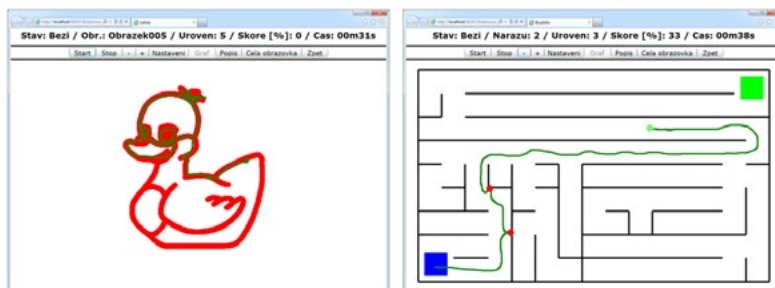 Stav: Bezi / Obr.: Obrazek005 / Uroven: 5 / Skore [%]: 0 / Cas: 00m31s
Start Stop - + Nastaveni Graf Popis Cela obrazovka Zpet
Stav: Bezi / Narazu: 2 / Uroven: 3 / Skore [%]: 33 / Cas: 00m38s
Start Stop - + Nastaveni Graf Popis Cela obrazovka Zpet